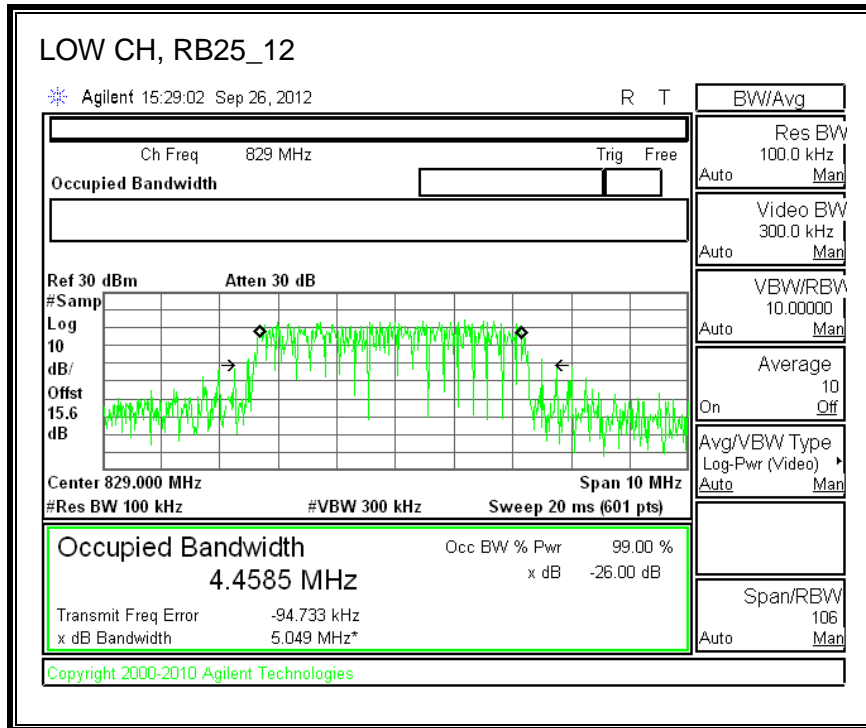 LOW CH, RB25_12
Agilent 15:29:02 Sep 26, 2012 R T
Ch Freq 829 MHz Trig Free
Occupied Bandwidth
Ref 30 dBm Atten 30 dB
#Samp
Log
10
dB/
Offst
15.6
dB
Center 829.000 MHz Span 10 MHz
#Res BW 100 kHz #VBW 300 kHz Sweep 20 ms (601 pts)
Occupied Bandwidth
4.4585 MHz
Occ BW % Pwr 99.00 %
x dB -26.00 dB
Transmit Freq Error -94.733 kHz
x dB Bandwidth 5.049 MHz*
Copyright 2000-2010 Agilent Technologies
BW/Avg
Res BW
100.0 kHz
Auto Man
Video BW
300.0 kHz
Auto Man
VBW/RBW
10.00000
Auto Man
Average
10
On Off
Avg/VBW Type
Log-Pwr (Video)
Auto Man
Span/RBW
106
Auto Man